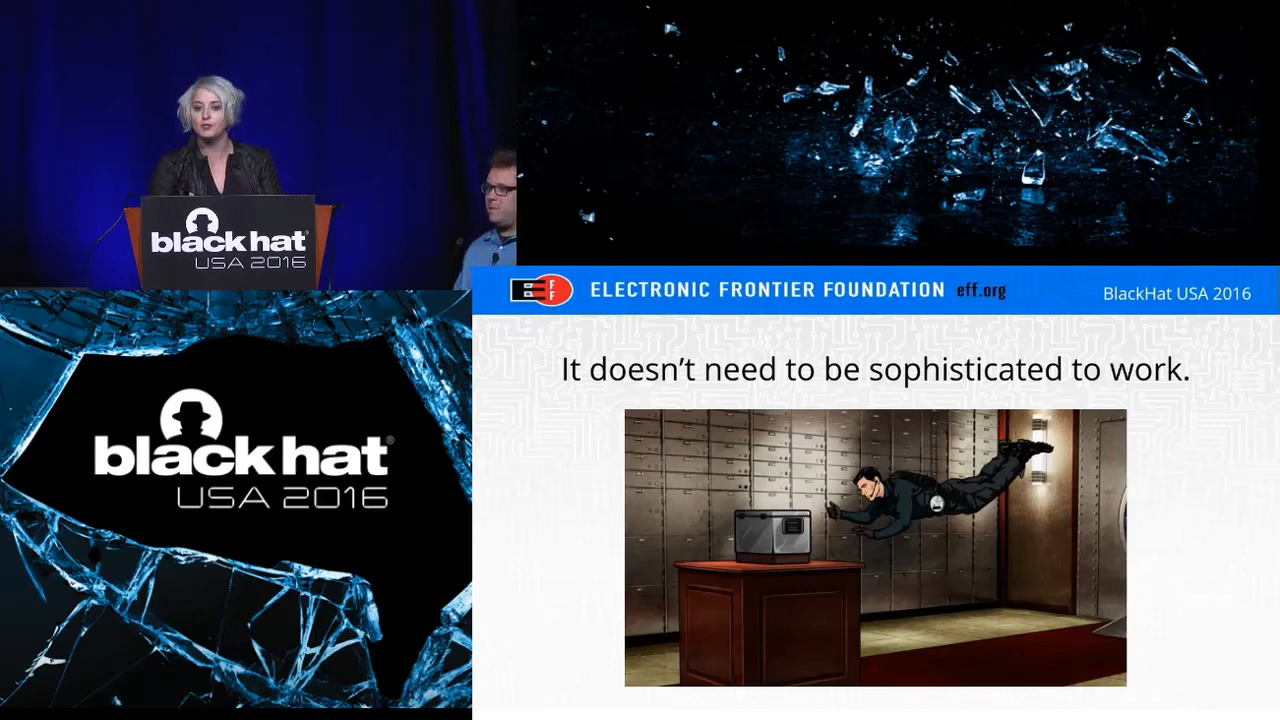 black hat
USA 2016
EFF ELECTRONIC FRONTIER FOUNDATION eff.org
BlackHat USA 2016
It doesn’t need to be sophisticated to work.
black hat®
USA 2016